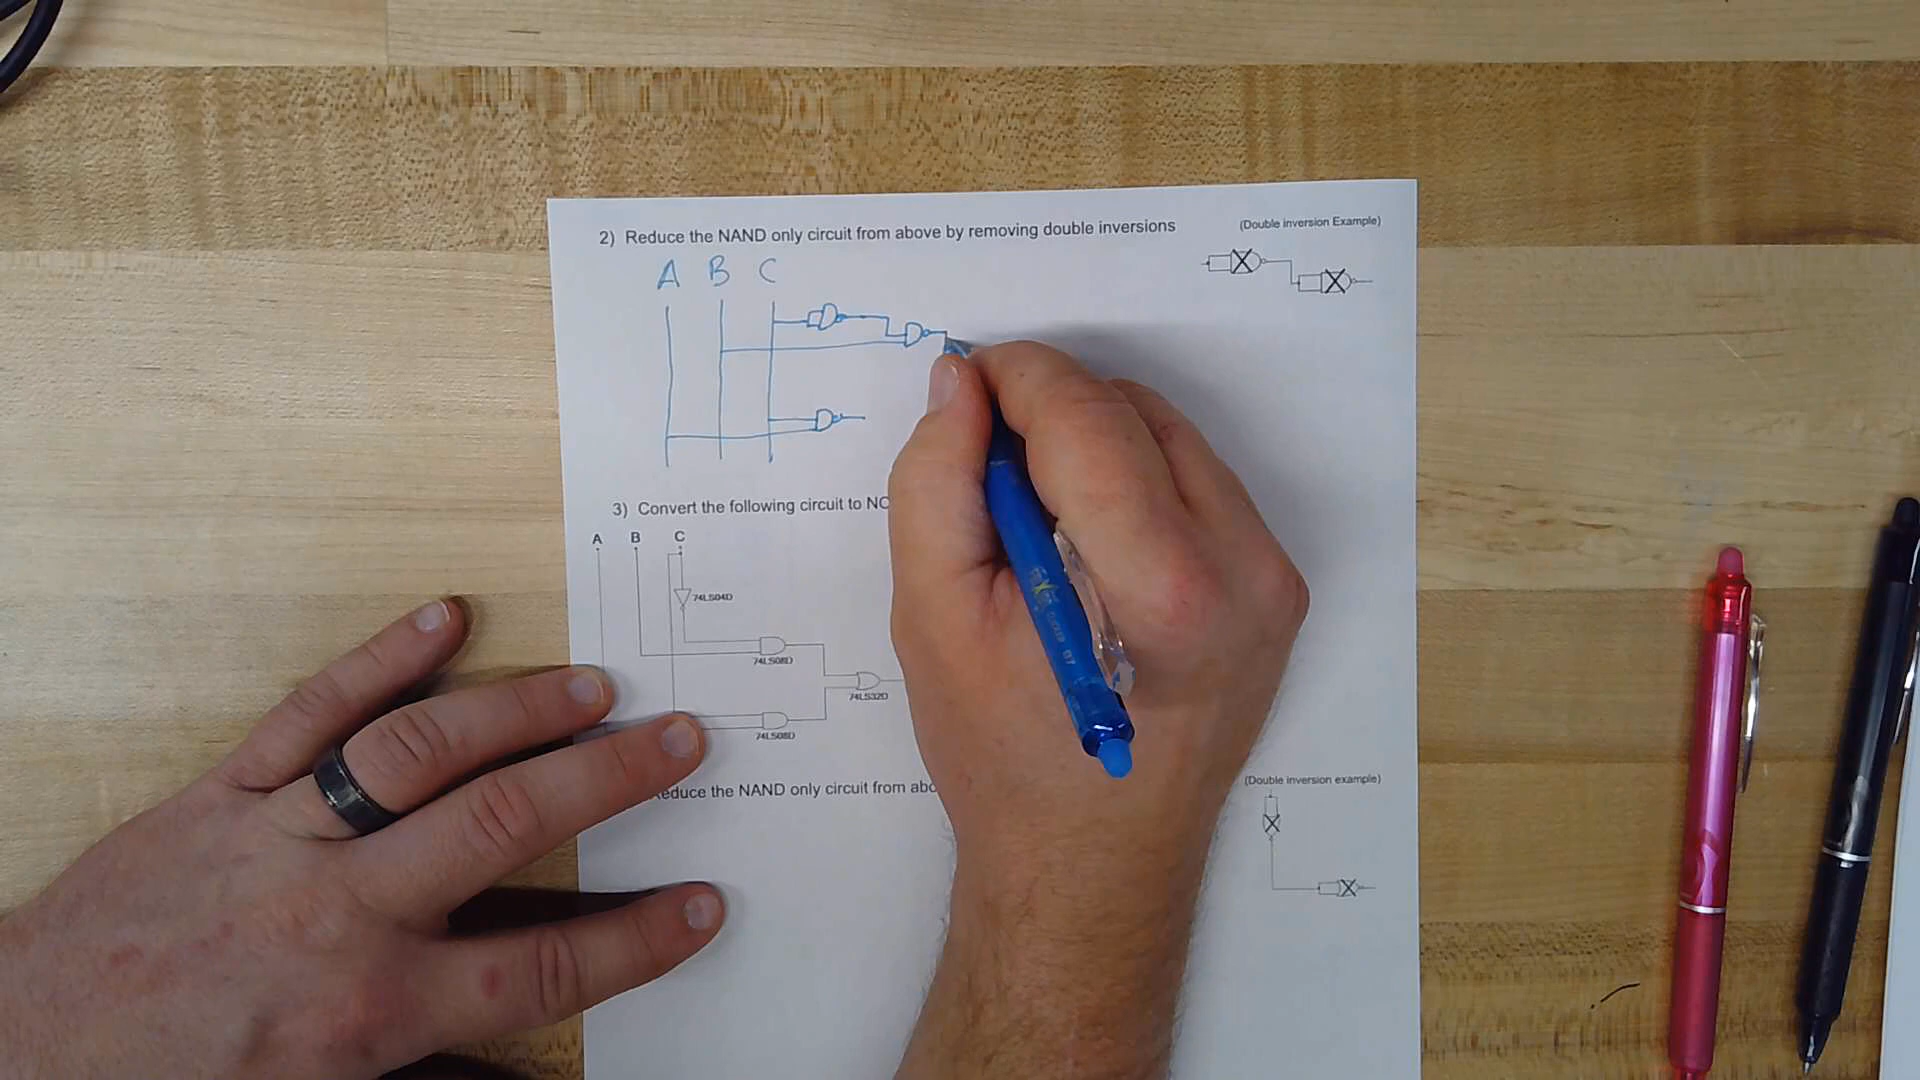 2) Reduce the NAND only circuit from above by removing double inversions
(Double inversion Example)
A B C
3) Convert the following circuit to NO
A B C
74LS04D
74LS08D
74LS32D
74LS08D
Reduce the NAND only circuit from abo
(Double inversion example)